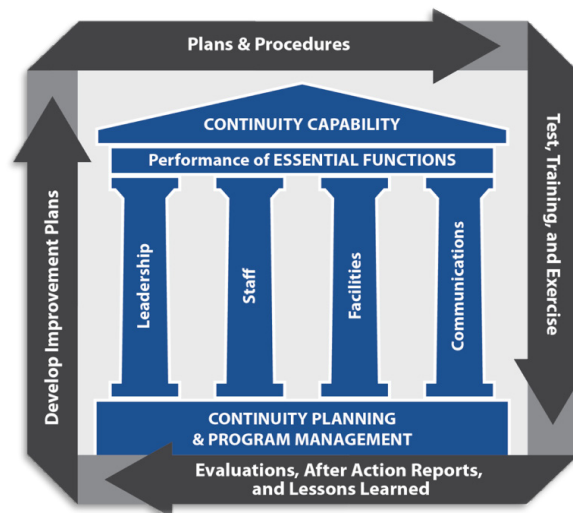 Plans & Procedures
CONTINUITY CAPABILITY
Performance of ESSENTIAL FUNCTIONS
Leadership
Staff
Facilities
Communications
CONTINUITY PLANNING
& PROGRAM MANAGEMENT
Test, Training, and Exercise
Evaluations, After Action Reports,
and Lessons Learned
Develop Improvement Plans